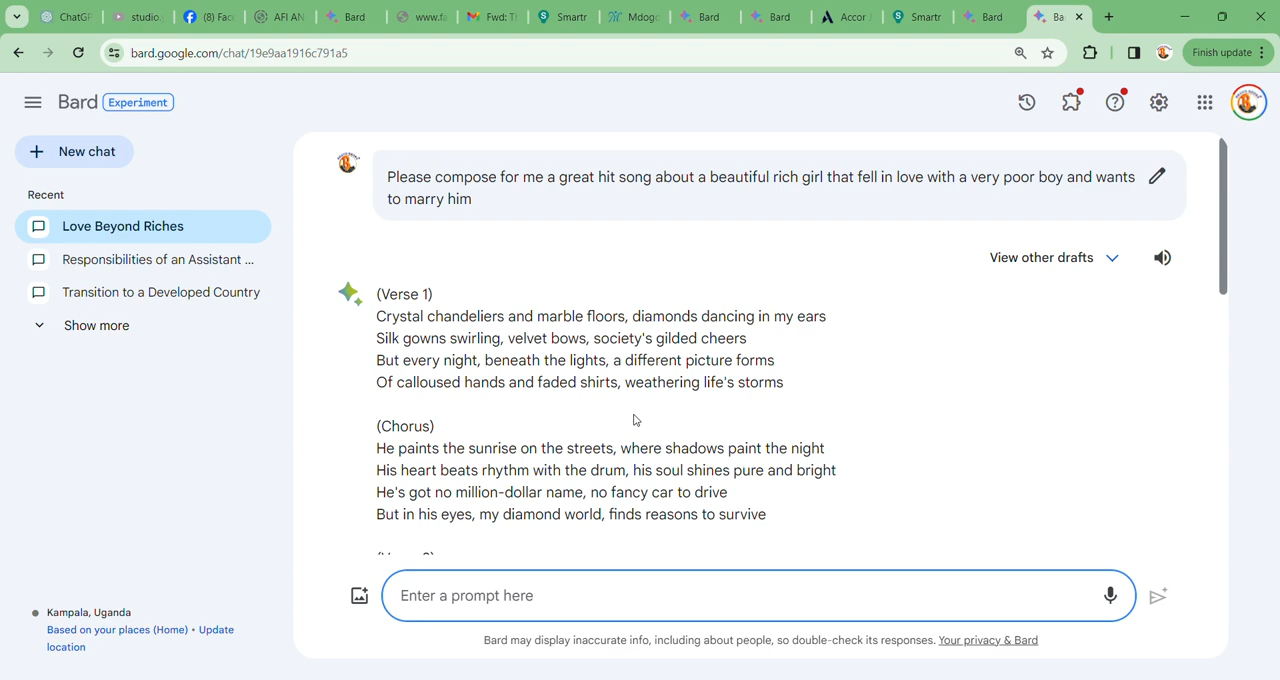 ChatGP
studio.
(8) Fac
AFI AN
Bard
www.fa
Fwd: Th
Smartr
Mdogo
Bard
Bard
Accor
Smartr
Bard
Ba
bard.google.com/chat/19e9aa1916c791a5
Finish update
Bard Experiment
New chat
Recent
Love Beyond Riches
Responsibilities of an Assistant ...
Transition to a Developed Country
Show more
Please compose for me a great hit song about a beautiful rich girl that fell in love with a very poor boy and wants
to marry him
View other drafts
(Verse 1)
Crystal chandeliers and marble floors, diamonds dancing in my ears
Silk gowns swirling, velvet bows, society's gilded cheers
But every night, beneath the lights, a different picture forms
Of calloused hands and faded shirts, weathering life's storms
(Chorus)
He paints the sunrise on the streets, where shadows paint the night
His heart beats rhythm with the drum, his soul shines pure and bright
He's got no million-dollar name, no fancy car to drive
But in his eyes, my diamond world, finds reasons to survive
Enter a prompt here
Kampala, Uganda
Based on your places (Home) • Update
location
Bard may display inaccurate info, including about people, so double-check its responses. Your privacy & Bard